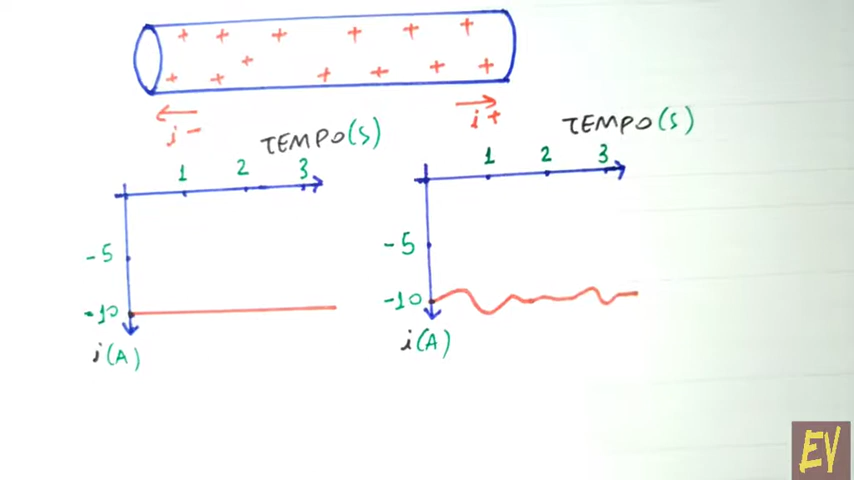 + + + + + +
+
+ + + + + +
i- i+
TEMPO(S)
1 2 3
-5
-10
i(A)
TEMPO(S)
1 2 3
-5
-10
i(A)
EV